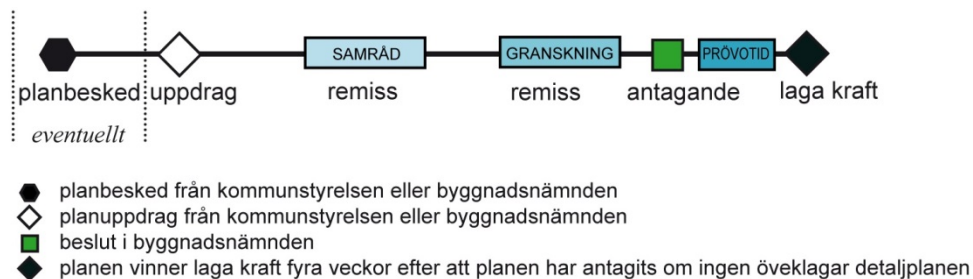 SAMRÅD GRANSKNING PRÖVOTID
planbesked uppdrag remiss remiss antagande laga kraft
eventuellt
planbesked från kommunstyrelsen eller byggnadsnämnden
planuppdrag från kommunstyrelsen eller byggnadsnämnden
beslut i byggnadsnämnden
planen vinner laga kraft fyra veckor efter att planen har antagits om ingen öveklagar detaljplanen